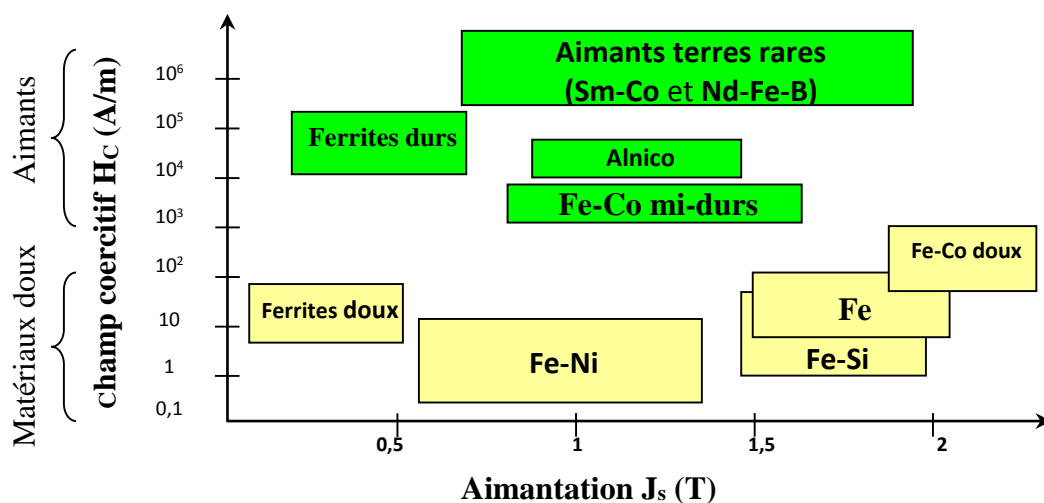 Aimants
Matériaux doux
champ coercitif Hc (A/m)
10⁶
10⁵
10⁴
10³
10²
10
1
0,1
Aimants terres rares
(Sm-Co et Nd-Fe-B)
Ferrites durs
Alnico
Fe-Co mi-durs
Fe-Co doux
Ferrites doux
Fe
Fe-Ni
Fe-Si
0,5
1
1,5
2
Aimantation Js (T)